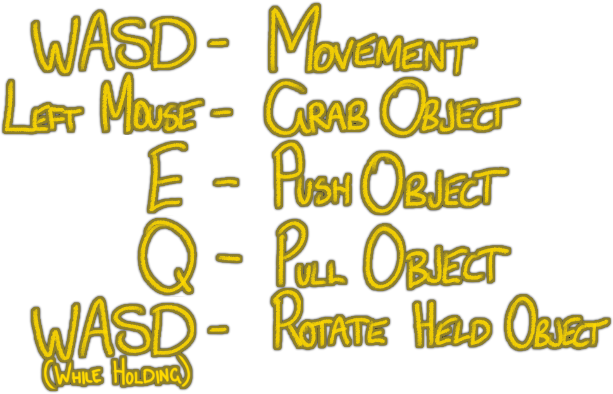 WASD - Movement
Left Mouse - Grab Object
E - Push Object
Q - Pull Object
WASD - Rotate Held Object
(While Holding)